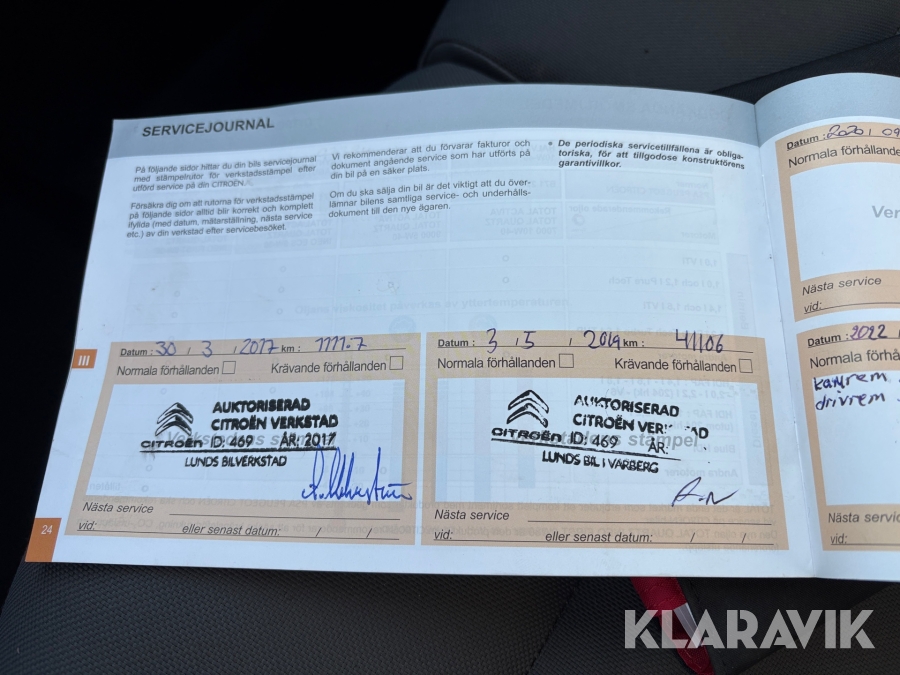 SERVICEJOURNAL
På följande sidor hittar du din bils servicejournal
med stämpelrutor för verkstadsstämpel efter
utförd service på din CITROËN.
Försäkra dig om att rutorna för verkstadsstämpel
på följande sidor alltid blir korrekt och komplett
ifyllda (med datum, mätarställning, nästa service
etc.) av din verkstad efter servicebesöket.
Vi rekommenderar att du förvarar fakturor och
dokument angående service som har utförts på
din bil på en säker plats.
Om du ska sälja din bil är det viktigt att du över-
lämnar bilens samtliga service- och underhålls-
dokument till den nye ägaren.
• De periodiska servicetillfällena är obliga-
toriska, för att tillgodose konstruktörens
garantivillkor.
III
Datum : 30 / 3 / 2017 km :
Normala förhållanden Krävande förhållanden
AUKTORISERAD
CITROËN VERKSTAD
CITROËN ID: 469 ÅR: 2017
LUNDS BILVERKSTAD
Nästa service
vid: eller senast datum: / /
Datum : 3 / 5 / 2019 km : 41106
Normala förhållanden Krävande förhållanden
AUKTORISERAD
CITROËN
CITROËN ID: 469 ÅR:
LUNDS BIL I VARBERG
Nästa service
vid: eller senast datum: / /
24
Datum : 2020 / 09
Normala förhållande
Ver
Nästa service
vid:
Datum : 2022 /
Normala förhå
kamrem
drivrem
Nästa servic
vid:
KLARAVIK